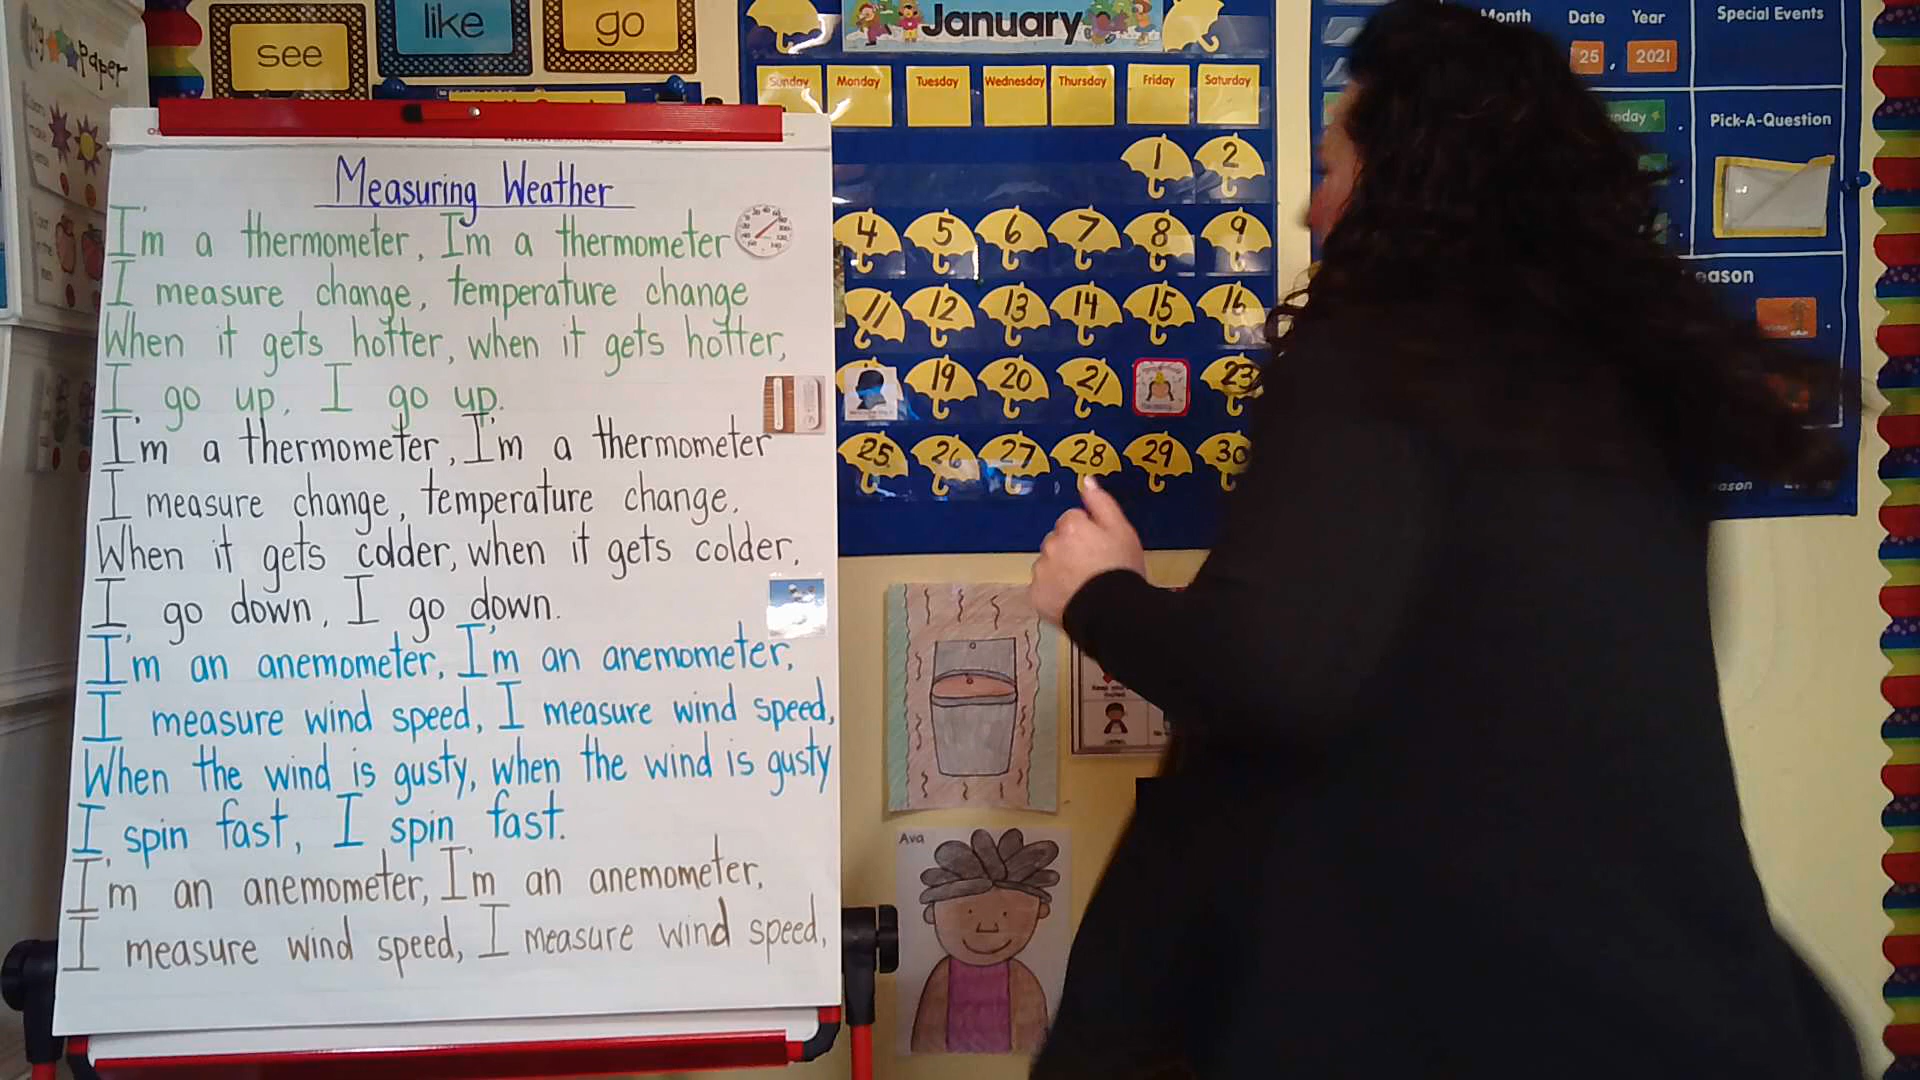 My paper
see
like
go
Measuring Weather
I'm a thermometer, I'm a thermometer
I measure change, temperature change
When it gets hotter, when it gets hotter,
I go up, I go up.
I'm a thermometer, I'm a thermometer
I measure change, temperature change.
When it gets colder, when it gets colder,
I go down, I go down.
I'm an anemometer, I'm an anemometer,
I measure wind speed, I measure wind speed,
When the wind is gusty, when the wind is gusty
I spin fast, I spin fast.
I'm an anemometer, I'm an anemometer,
I measure wind speed, I measure wind speed,
January
Sunday Monday Tuesday Wednesday Thursday Friday Saturday
1 2
4 5 6 7 8 9
11 12 13 14 15 16
19 20 21 23
25 26 27 28 29 30
Month Date Year
25, 2021
Special Events
Pick-A-Question
Ava